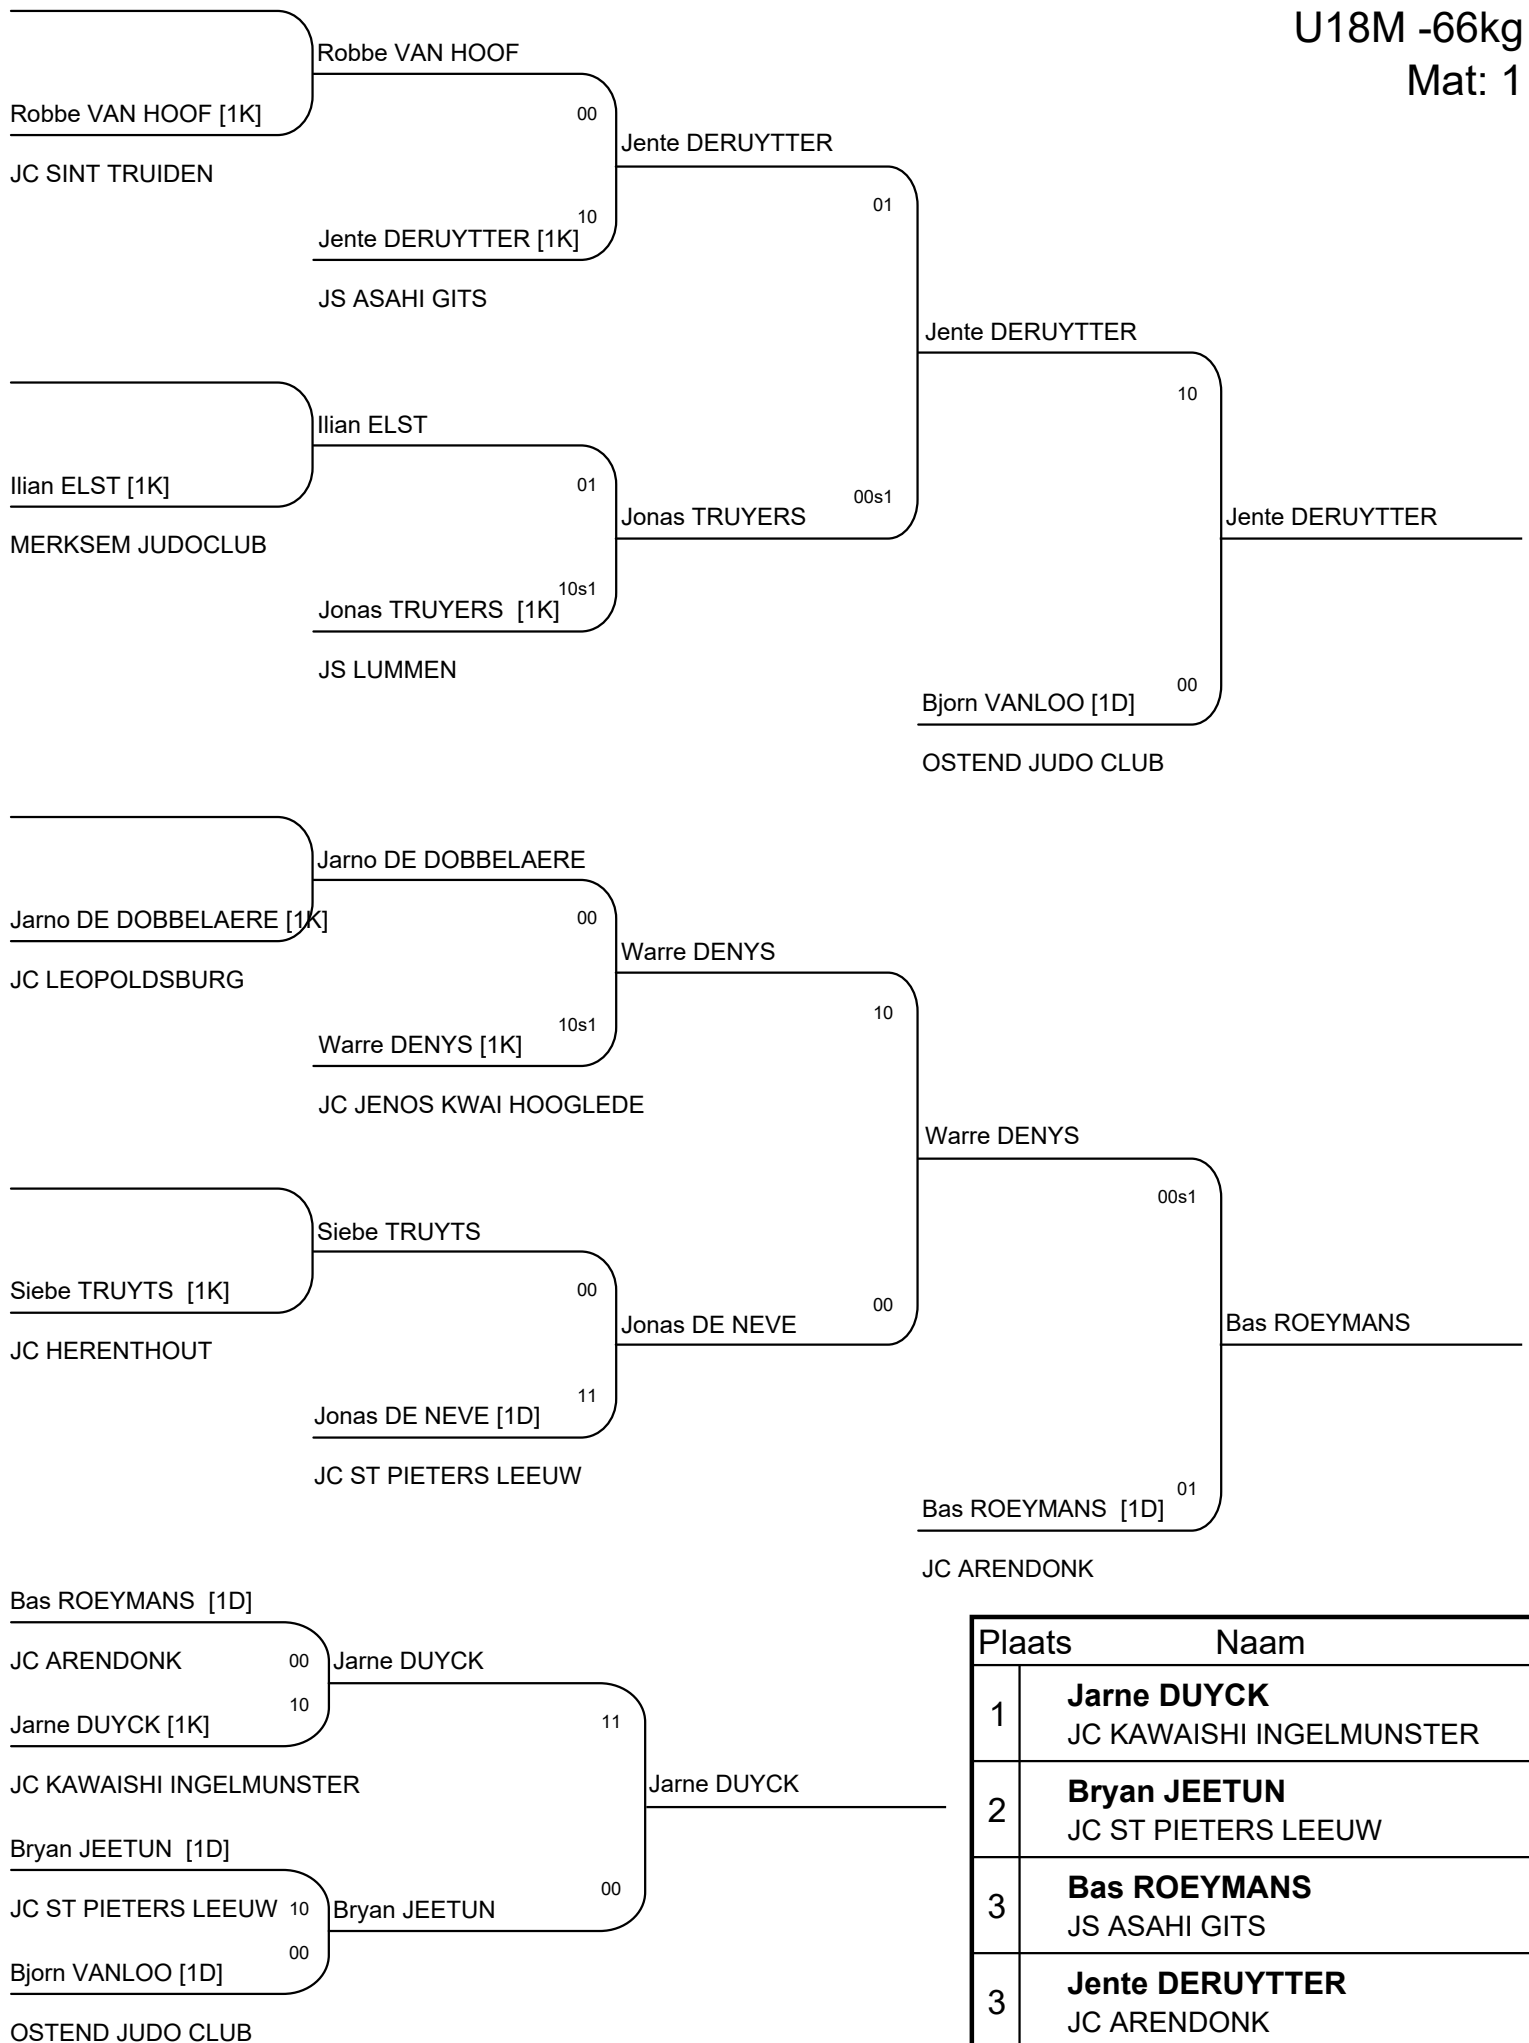 U18M -66kg
Mat: 1
Robbe VAN HOOF
Robbe VAN HOOF [1K]
00
JC SINT TRUIDEN
Jente DERUYTTER
10
Jente DERUYTTER [1K]
01
JS ASAHI GITS
Jente DERUYTTER
10
Ilian ELST
Ilian ELST [1K]
01
MERKSEM JUDOCLUB
Jonas TRUYERS
00s1
Jente DERUYTTER
10s1
Jonas TRUYERS [1K]
JS LUMMEN
00
Bjorn VANLOO [1D]
OSTEND JUDO CLUB
Jarno DE DOBBELAERE
Jarno DE DOBBELAERE [1K]
00
JC LEOPOLDSBURG
Warre DENYS
10
10s1
Warre DENYS [1K]
JC JENOS KWAI HOOGLEDE
Warre DENYS
00s1
Siebe TRUYTS
Siebe TRUYTS [1K]
00
JC HERENTHOUT
Jonas DE NEVE
00
Bas ROEYMANS
11
Jonas DE NEVE [1D]
JC ST PIETERS LEEUW
01
Bas ROEYMANS [1D]
JC ARENDONK
Bas ROEYMANS [1D]
JC ARENDONK
00
Jarne DUYCK
10
Jarne DUYCK [1K]
11
JC KAWAISHI INGELMUNSTER
Jarne DUYCK
Bryan JEETUN [1D]
JC ST PIETERS LEEUW
10
Bryan JEETUN
00
00
Bjorn VANLOO [1D]
OSTEND JUDO CLUB
Plaats Naam
1 Jarne DUYCK
JC KAWAISHI INGELMUNSTER
2 Bryan JEETUN
JC ST PIETERS LEEUW
3 Bas ROEYMANS
JS ASAHI GITS
3 Jente DERUYTTER
JC ARENDONK